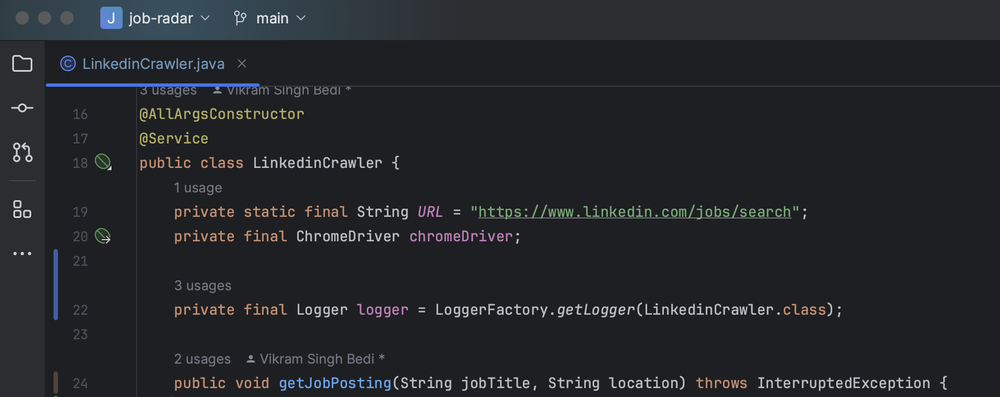 J job-radar main
LinkedinCrawler.java
3 usages Vikram Singh Bedi *
16 @AllArgsConstructor
17 @Service
18 public class LinkedinCrawler {
1 usage
19 private static final String URL = "https://www.linkedin.com/jobs/search";
20 private final ChromeDriver chromeDriver;
21
3 usages
22 private final Logger logger = LoggerFactory.getLogger(LinkedinCrawler.class);
23
2 usages Vikram Singh Bedi *
24 public void getJobPosting(String jobTitle, String location) throws InterruptedException {